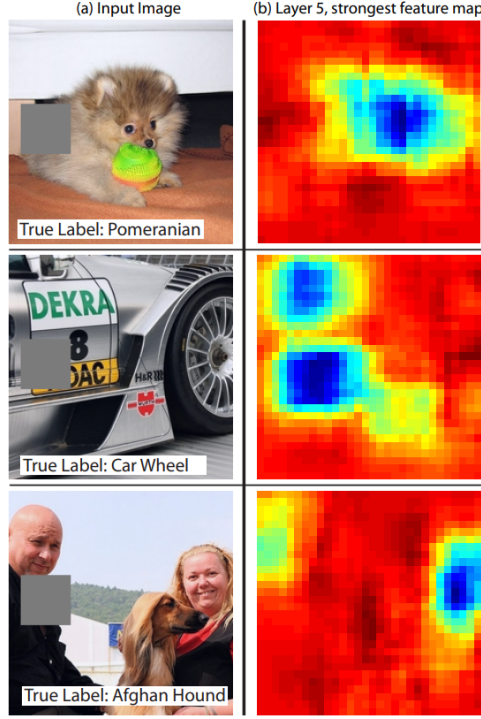 (a) Input Image
(b) Layer 5, strongest feature map
True Label: Pomeranian
DEKRA
8
DAC
True Label: Car Wheel
True Label: Afghan Hound